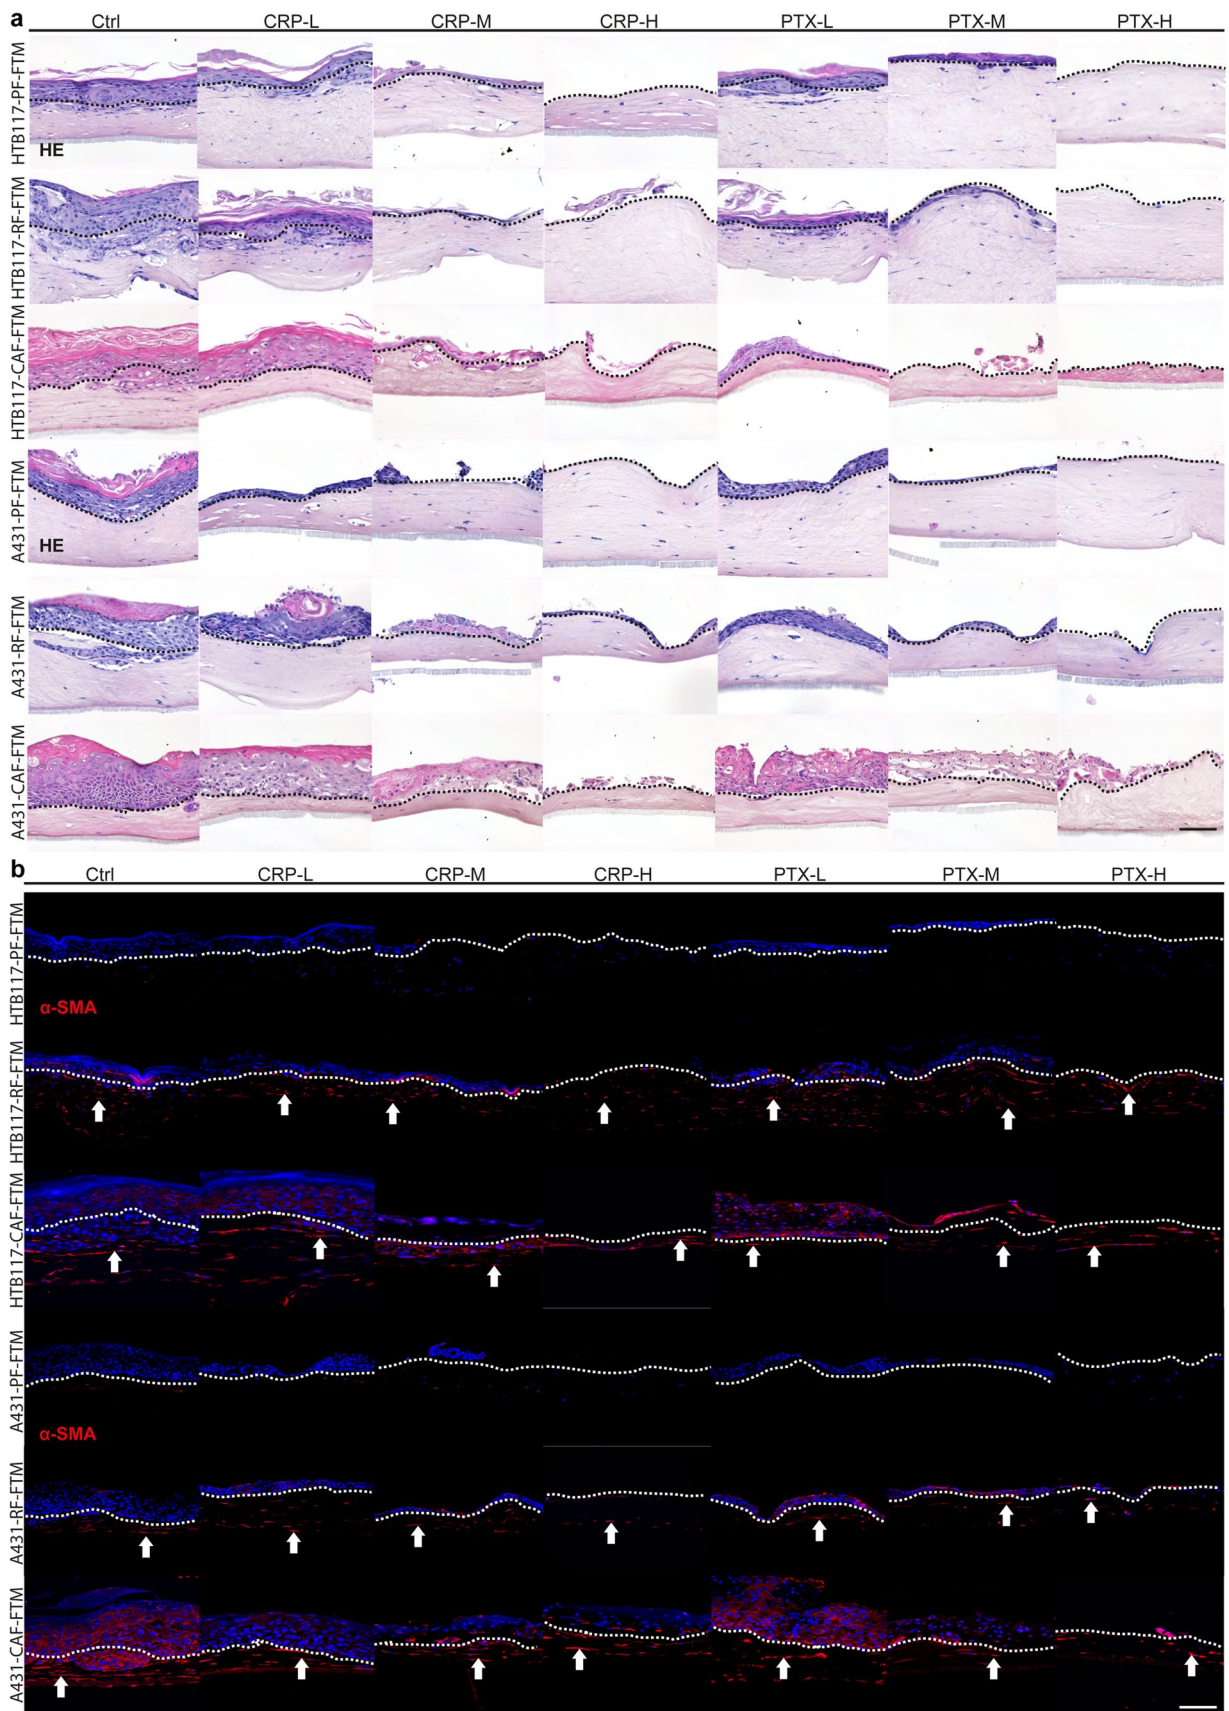 a
Ctrl CRP-L CRP-M CRP-H PTX-L PTX-M PTX-H
HTB117-PF-FTM
HE
HTB117-RF-FTM
HTB117-CAF-FTM
A431-PF-FTM
HE
A431-RF-FTM
A431-CAF-FTM
b
Ctrl CRP-L CRP-M CRP-H PTX-L PTX-M PTX-H
HTB117-PF-FTM
α-SMA
HTB117-RF-FTM
HTB117-CAF-FTM
A431-PF-FTM
α-SMA
A431-RF-FTM
A431-CAF-FTM